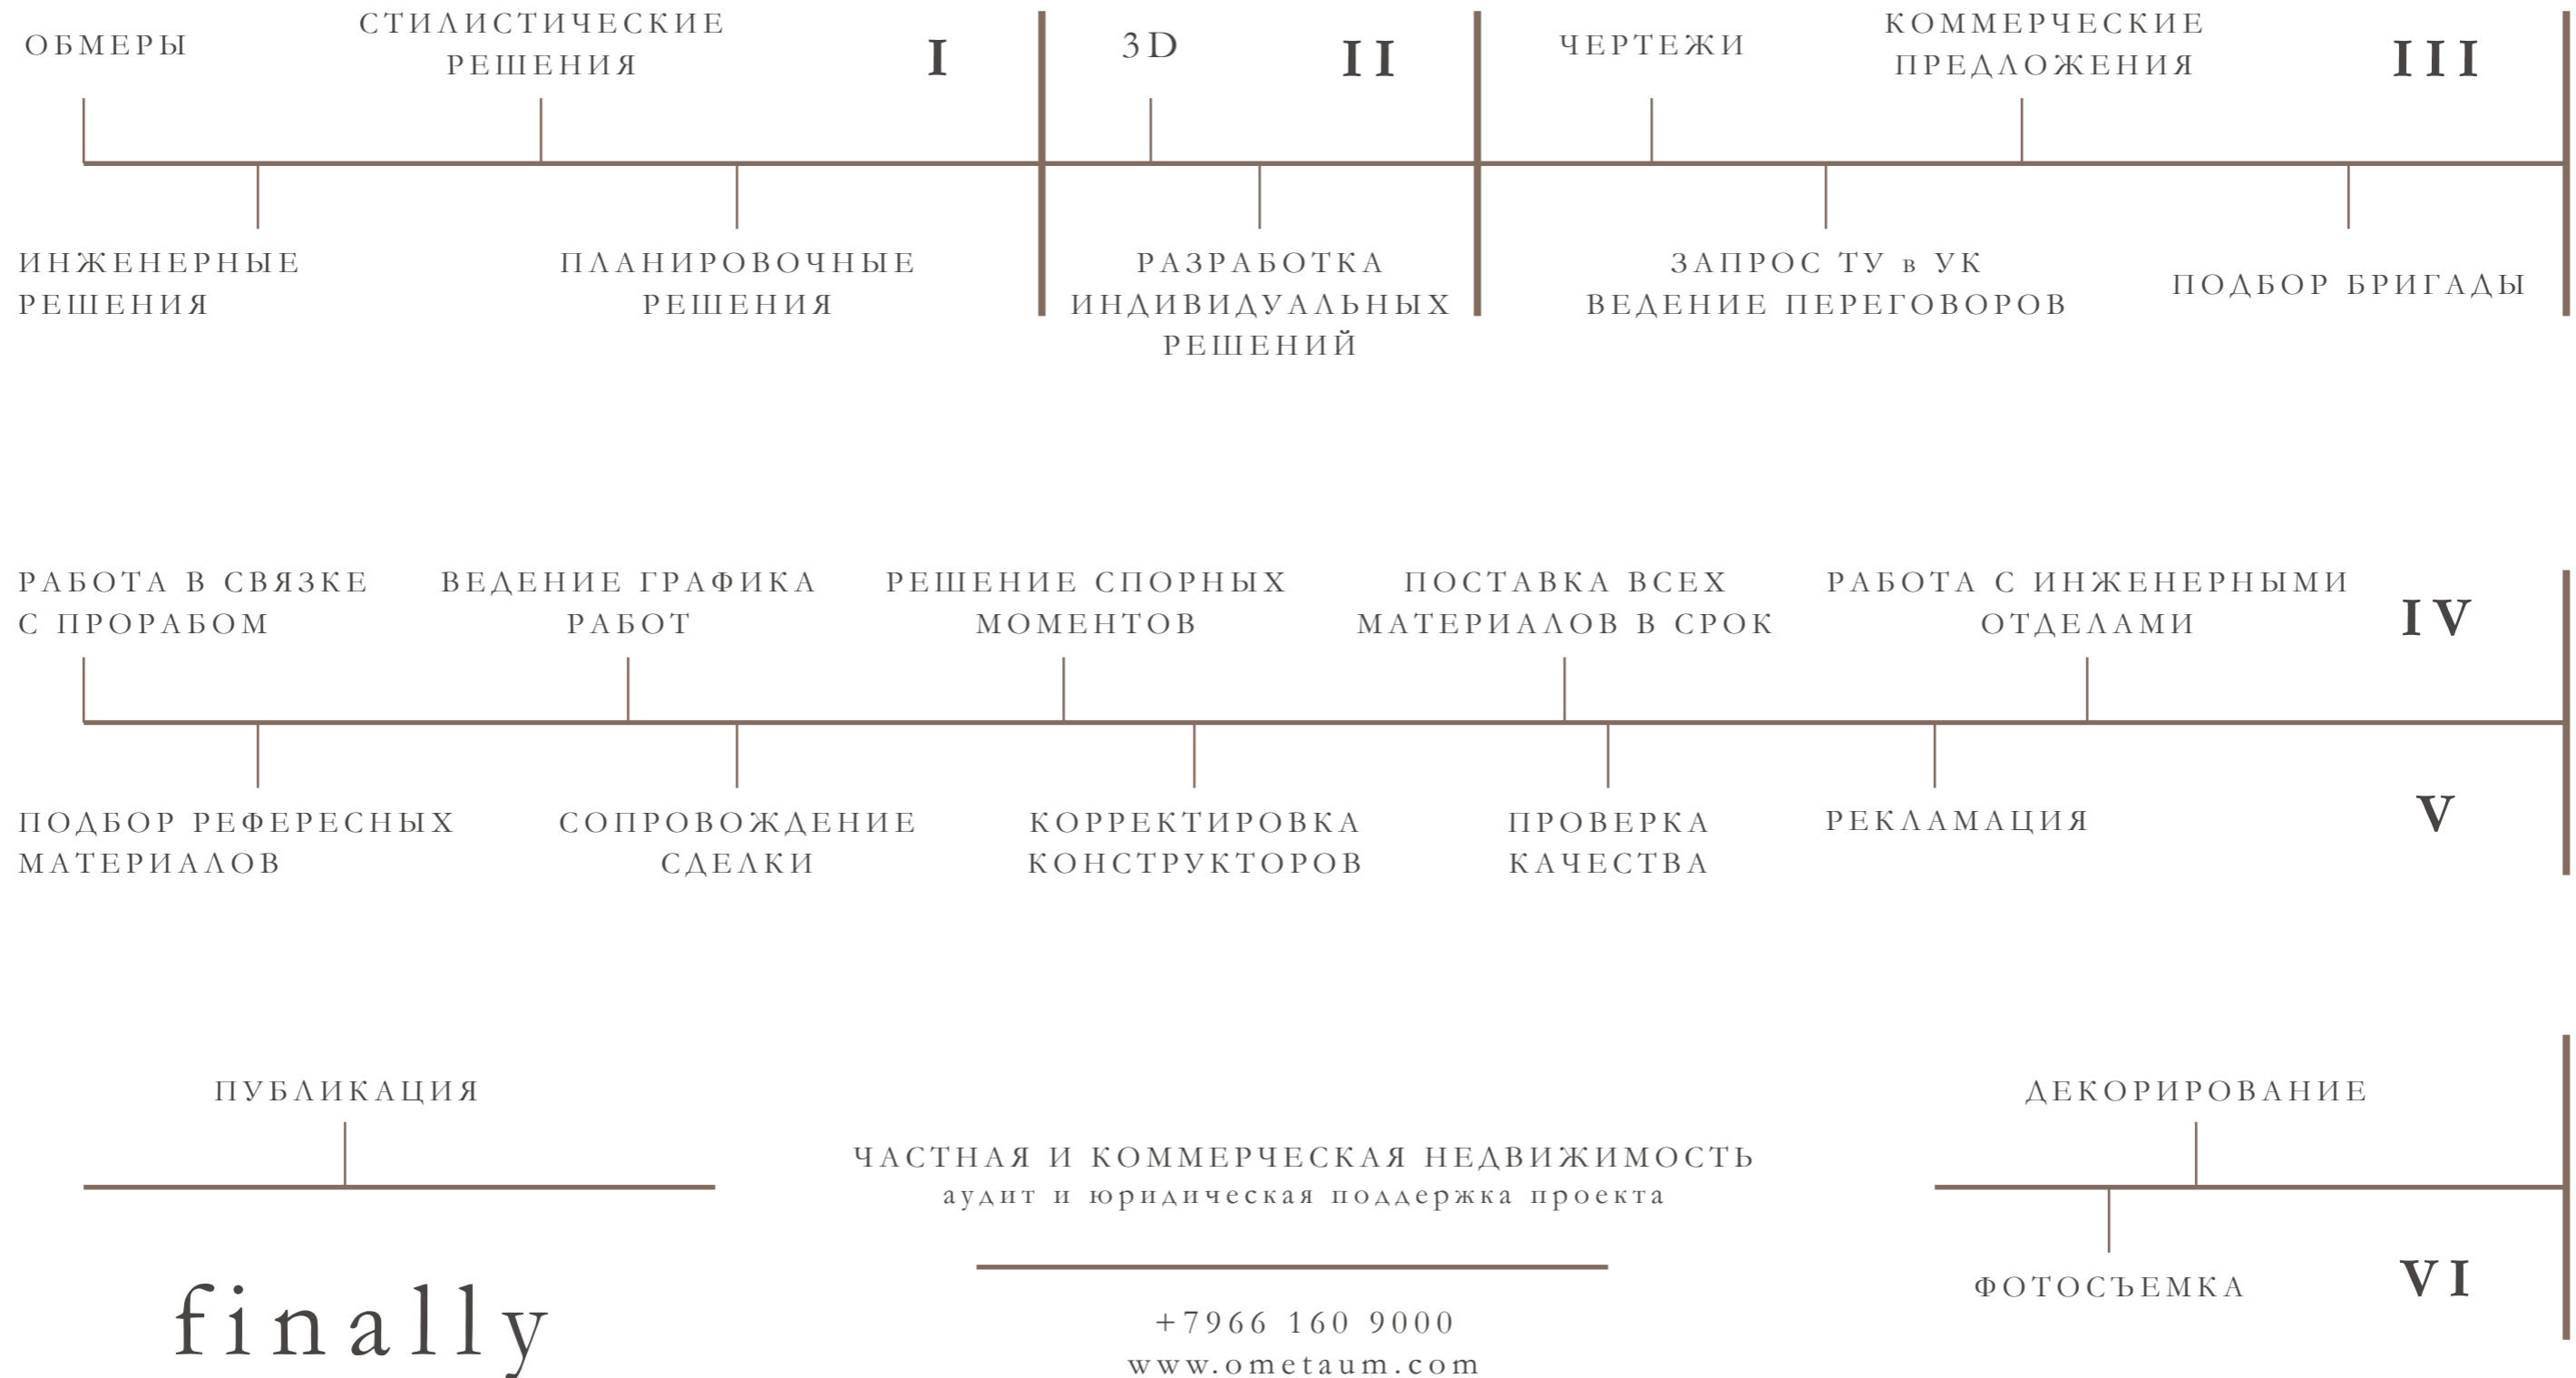 ОБМЕРЫ
СТИЛИСТИЧЕСКИЕ
РЕШЕНИЯ
I
ИНЖЕНЕРНЫЕ
РЕШЕНИЯ
ПЛАНИРОВОЧНЫЕ
РЕШЕНИЯ
3D
II
РАЗРАБОТКА
ИНДИВИДУАЛЬНЫХ
РЕШЕНИЙ
ЧЕРТЕЖИ
КОММЕРЧЕСКИЕ
ПРЕДЛОЖЕНИЯ
III
ЗАПРОС ТУ в УК
ВЕДЕНИЕ ПЕРЕГОВОРОВ
ПОДБОР БРИГАДЫ
РАБОТА В СВЯЗКЕ
С ПРОРАБОМ
ВЕДЕНИЕ ГРАФИКА
РАБОТ
РЕШЕНИЕ СПОРНЫХ
МОМЕНТОВ
ПОСТАВКА ВСЕХ
МАТЕРИАЛОВ В СРОК
РАБОТА С ИНЖЕНЕРНЫМИ
ОТДЕЛАМИ
IV
ПОДБОР РЕФЕРЕСНЫХ
МАТЕРИАЛОВ
СОПРОВОЖДЕНИЕ
СДЕЛКИ
КОРРЕКТИРОВКА
КОНСТРУКТОРОВ
ПРОВЕРКА
КАЧЕСТВА
РЕКЛАМАЦИЯ
V
ПУБЛИКАЦИЯ
finally
ЧАСТНАЯ И КОММЕРЧЕСКАЯ НЕДВИЖИМОСТЬ
аудит и юридическая поддержка проекта
+7966 160 9000
www.ometaum.com
ДЕКОРИРОВАНИЕ
ФОТОСЪЕМКА
VI